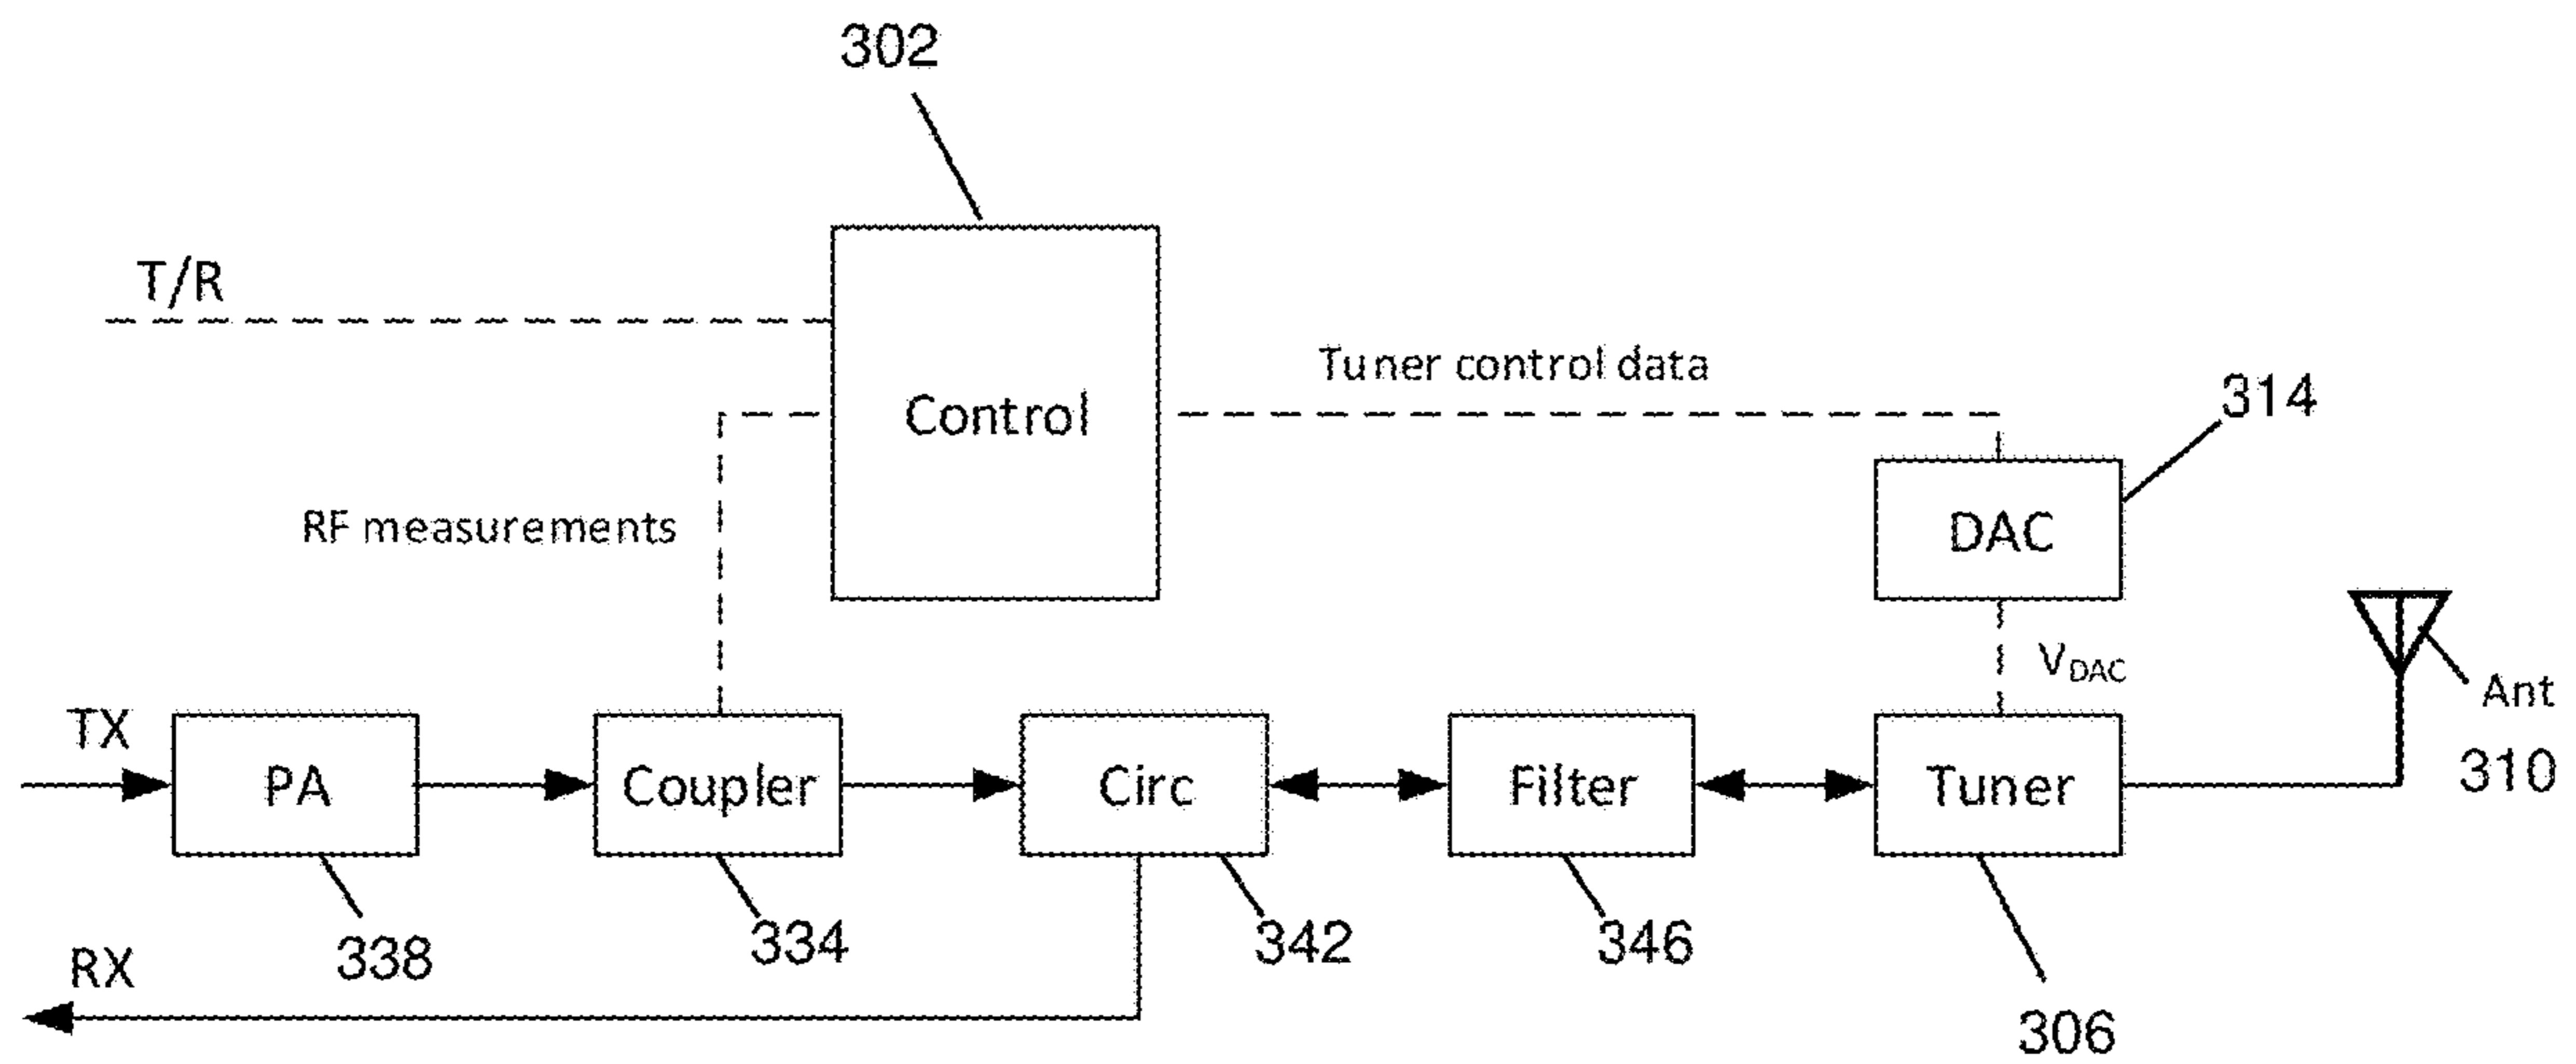 302
T/R
Tuner control data
Control
314
RF measurements
DAC
V_DAC
Ant
TX
PA
Coupler
Circ
Filter
Tuner
310
338
334
342
346
RX
306